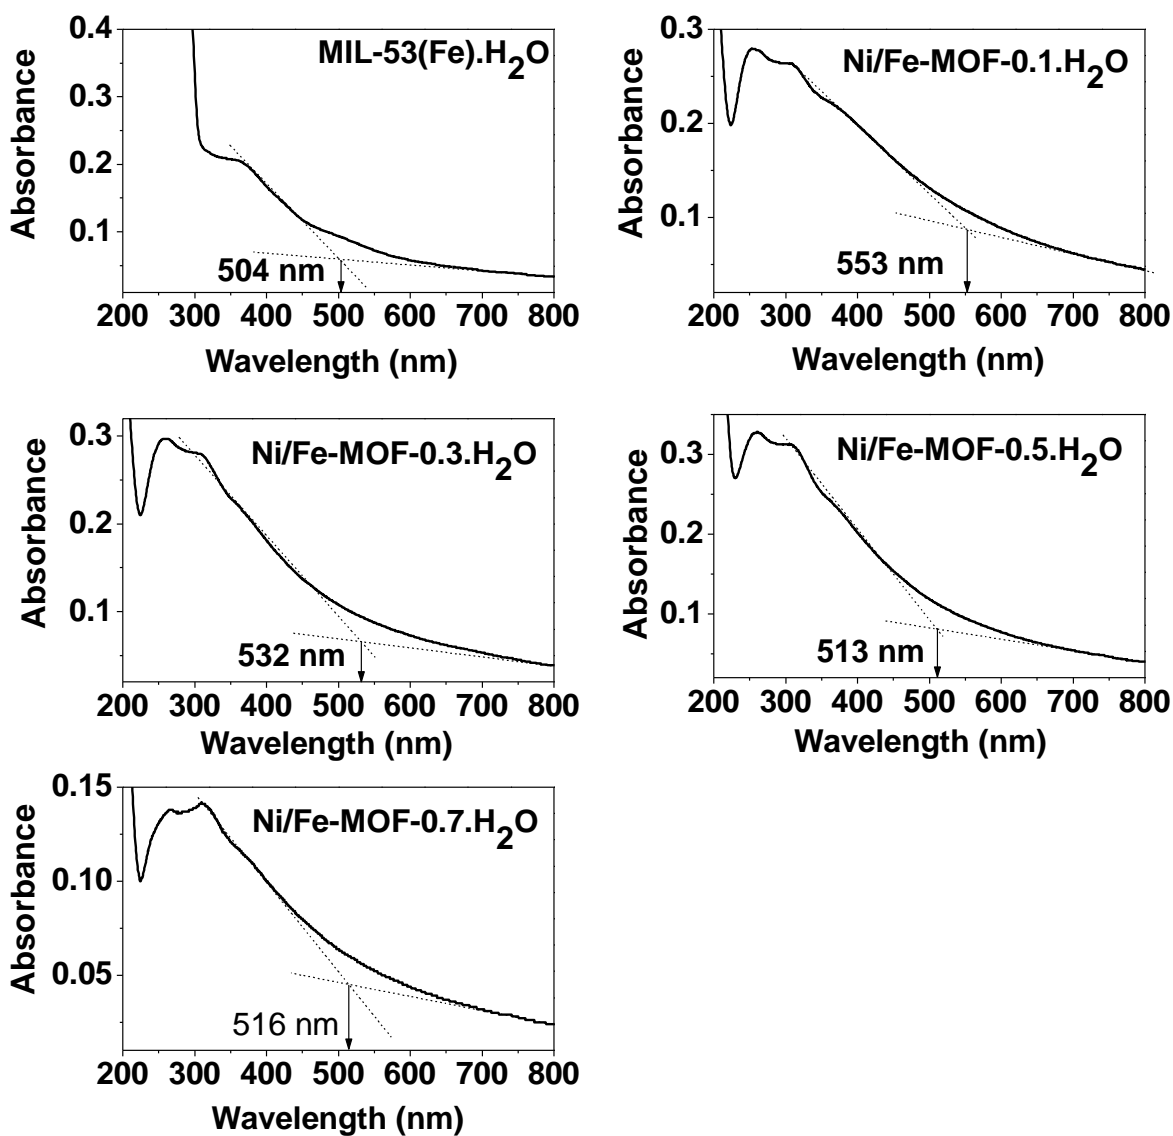 MIL-53(Fe).H2O
Absorbance
0.4
0.3
0.2
0.1
504 nm
200 300 400 500 600 700 800
Wavelength (nm)
Ni/Fe-MOF-0.1.H2O
Absorbance
0.3
0.2
0.1
553 nm
200 300 400 500 600 700 800
Wavelength (nm)
Ni/Fe-MOF-0.3.H2O
Absorbance
0.3
0.2
0.1
532 nm
200 300 400 500 600 700 800
Wavelength (nm)
Ni/Fe-MOF-0.5.H2O
Absorbance
0.3
0.2
0.1
513 nm
200 300 400 500 600 700 800
Wavelength (nm)
Ni/Fe-MOF-0.7.H2O
Absorbance
0.15
0.10
0.05
516 nm
200 300 400 500 600 700 800
Wavelength (nm)